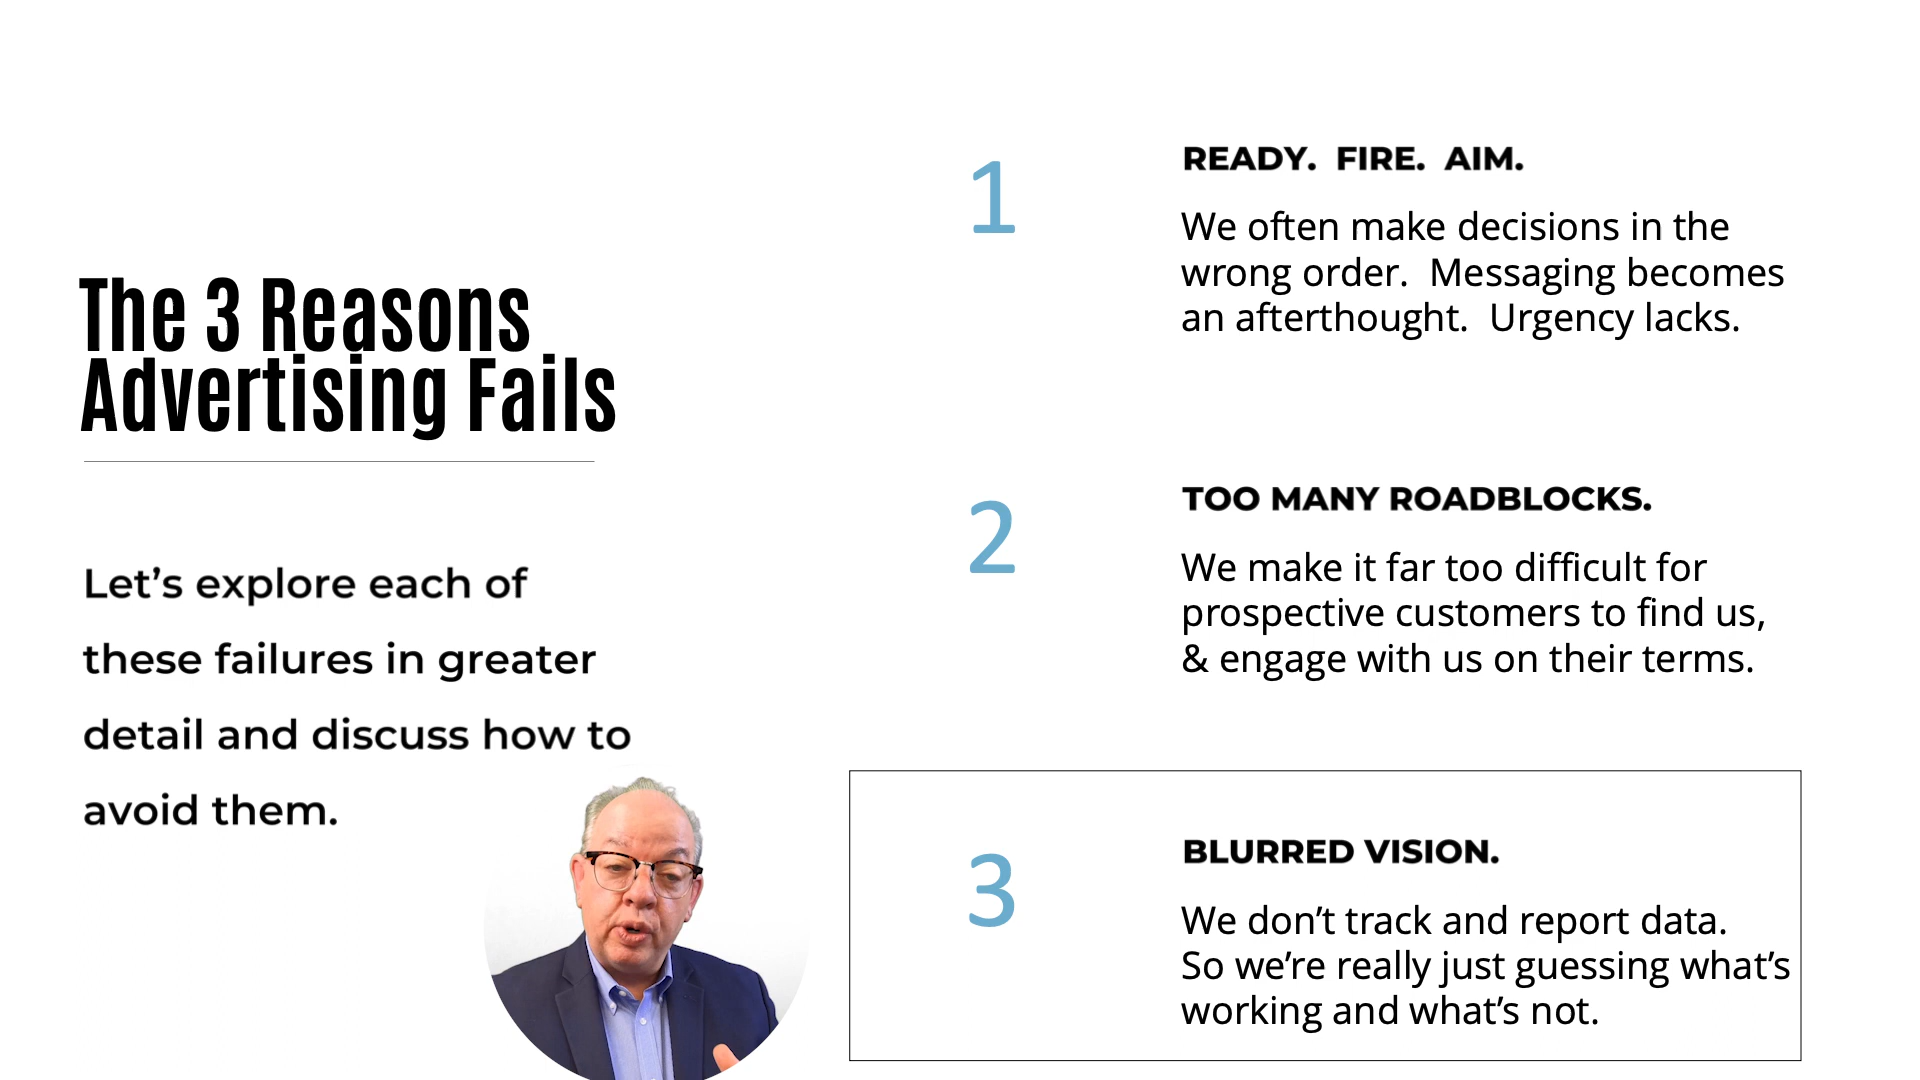 The 3 Reasons
Advertising Fails
Let’s explore each of
these failures in greater
detail and discuss how to
avoid them.
1
READY.  FIRE.  AIM.
We often make decisions in the
wrong order.  Messaging becomes
an afterthought.  Urgency lacks.
2
TOO MANY ROADBLOCKS.
We make it far too difficult for
prospective customers to find us,
& engage with us on their terms.
3
BLURRED VISION.
We don’t track and report data.
So we’re really just guessing what’s
working and what’s not.